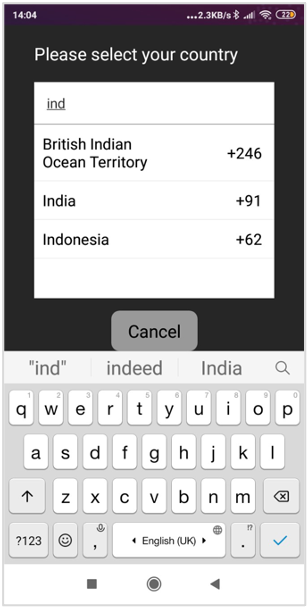 14:04 ...2.3KB/s 22
Please select your country
ind
British Indian
Ocean Territory +246
India +91
Indonesia +62
Cancel
"ind" indeed India
1 2 3 4 5 6 7 8 9 0
q w e r t y u i o p
a s d f g h j k l
z x c v b n m
?123 , English (UK) . !?